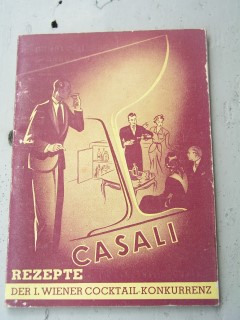 CASALI
REZEPTE
DER I. WIENER COCKTAIL-KONKURRENZ